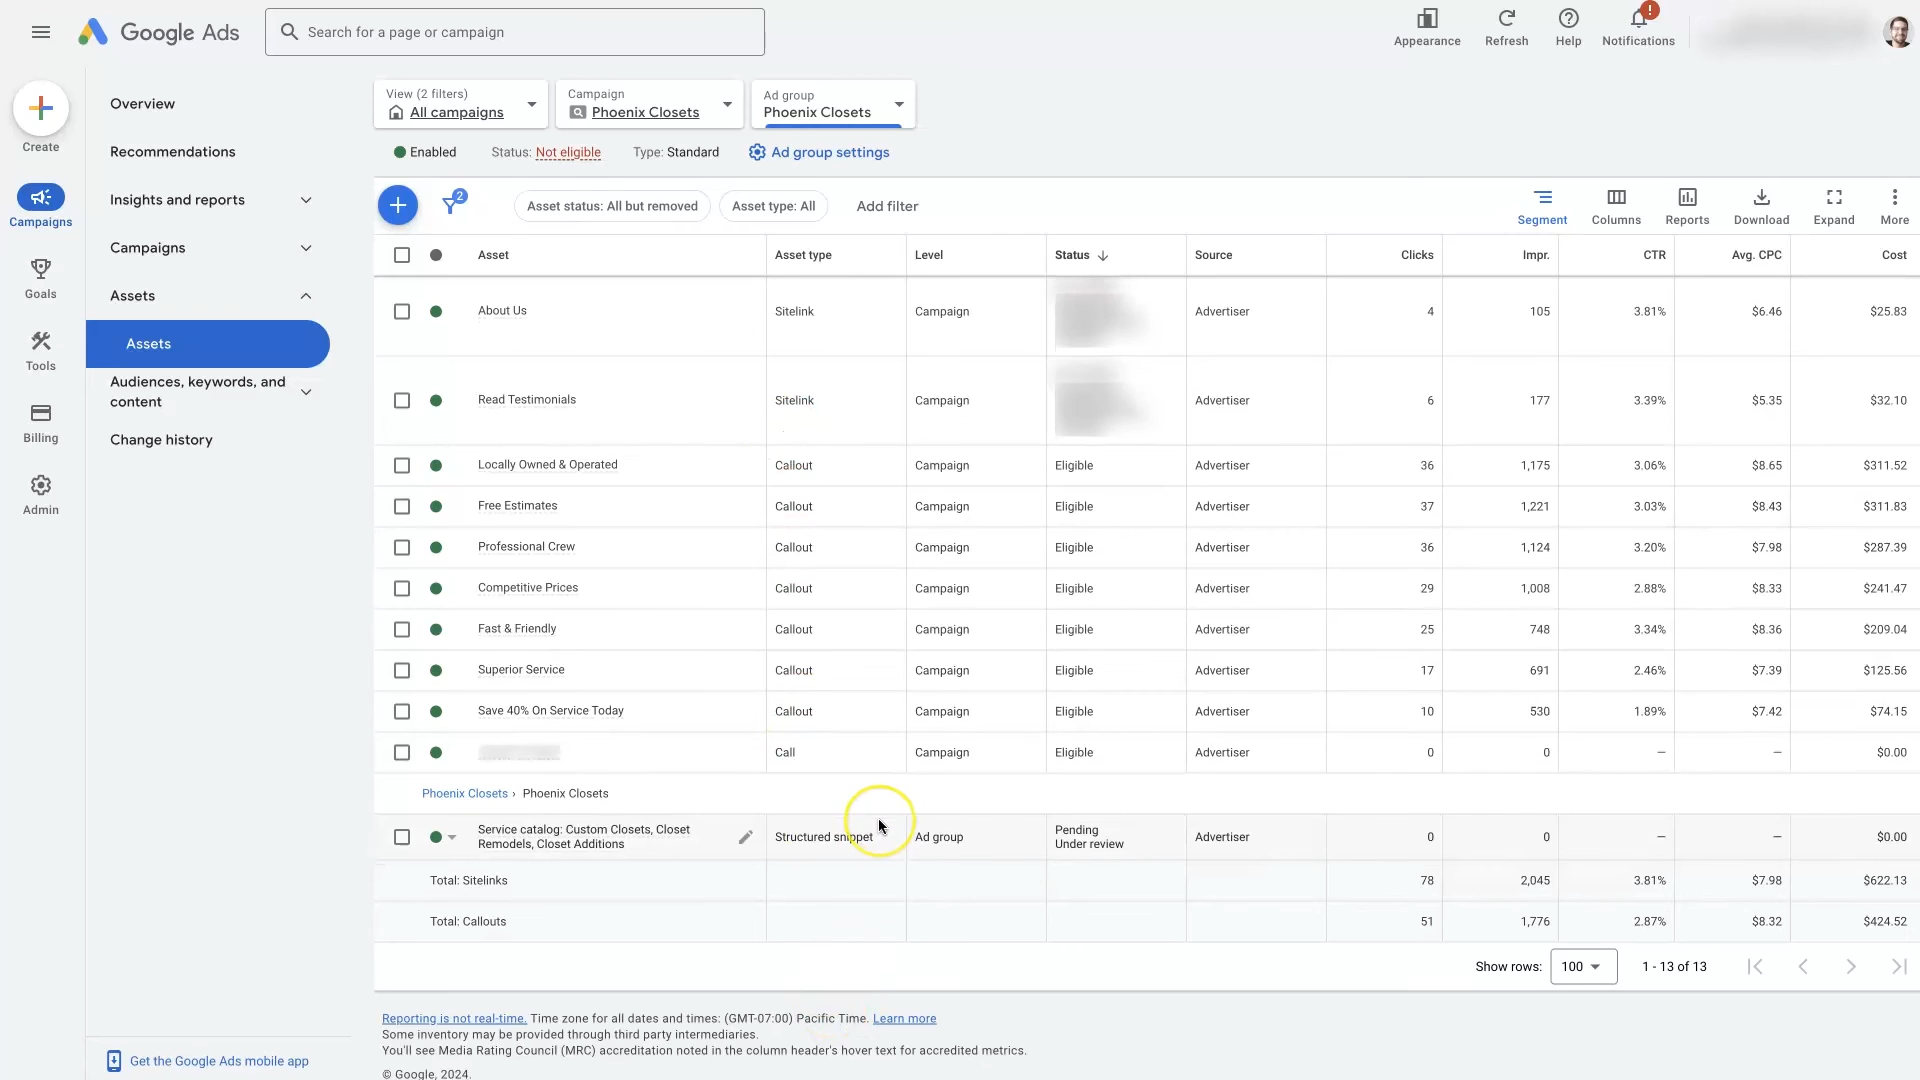 Google Ads
Search for a page or campaign
Appearance
Refresh
Help
!
Notifications
Create
Campaigns
Goals
Tools
Billing
Admin
Overview
Recommendations
Insights and reports
Campaigns
Assets
Assets
Audiences, keywords, and
content
Change history
Get the Google Ads mobile app
View (2 filters)
All campaigns
Campaign
Phoenix Closets
Ad group
Phoenix Closets
Enabled Status: Not eligible Type: Standard Ad group settings
2
Asset status: All but removed
Asset type: All
Add filter
Segment
Columns
Reports
Download
Expand
More
Asset Asset type Level Status Source Clicks Impr. CTR Avg. CPC Cost
About Us Sitelink Campaign Advertiser 4 105 3.81% $6.46 $25.83
Read Testimonials Sitelink Campaign Advertiser 6 177 3.39% $5.35 $32.10
Locally Owned & Operated Callout Campaign Eligible Advertiser 36 1,175 3.06% $8.65 $311.52
Free Estimates Callout Campaign Eligible Advertiser 37 1,221 3.03% $8.43 $311.83
Professional Crew Callout Campaign Eligible Advertiser 36 1,124 3.20% $7.98 $287.39
Competitive Prices Callout Campaign Eligible Advertiser 29 1,008 2.88% $8.33 $241.47
Fast & Friendly Callout Campaign Eligible Advertiser 25 748 3.34% $8.36 $209.04
Superior Service Callout Campaign Eligible Advertiser 17 691 2.46% $7.39 $125.56
Save 40% On Service Today Callout Campaign Eligible Advertiser 10 530 1.89% $7.42 $74.15
Call Campaign Eligible Advertiser 0 0 – – $0.00
Phoenix Closets › Phoenix Closets
Service catalog: Custom Closets, Closet
Remodels, Closet Additions
Structured snippet Ad group
Pending
Under review
Advertiser 0 0 – – $0.00
Total: Sitelinks 78 2,045 3.81% $7.98 $622.13
Total: Callouts 51 1,776 2.87% $8.32 $424.52
Show rows: 100 1 - 13 of 13
Reporting is not real-time. Time zone for all dates and times: (GMT-07:00) Pacific Time. Learn more
Some inventory may be provided through third party intermediaries.
You'll see Media Rating Council (MRC) accreditation noted in the column header's hover text for accredited metrics.
© Google, 2024.